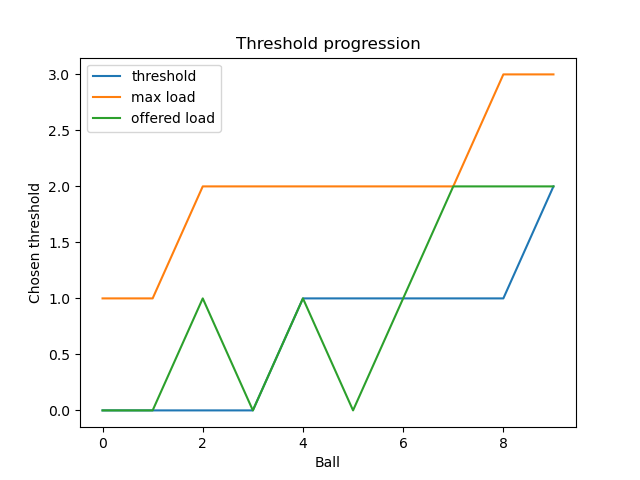 Threshold progression
threshold
max load
offered load
3.0
2.5
2.0
1.5
1.0
0.5
0.0
Chosen threshold
0 2 4 6 8
Ball